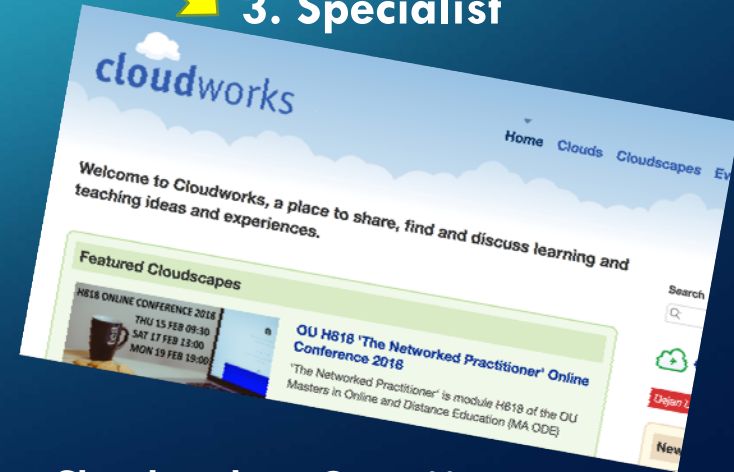 3. Specialist
cloudworks
Home Clouds Cloudscapes
Welcome to Cloudworks, a place to share, find and discuss learning and
teaching ideas and experiences.
Search
Featured Cloudscapes
H818 ONLINE CONFERENCE 2018
THU 15 FEB 09:30
SAT 17 FEB 13:00
MON 19 FEB 19:00
OU H818 'The Networked Practitioner' Online
Conference 2018
'The Networked Practitioner' is module H818 of the OU
Masters in Online and Distance Education (MA ODE)